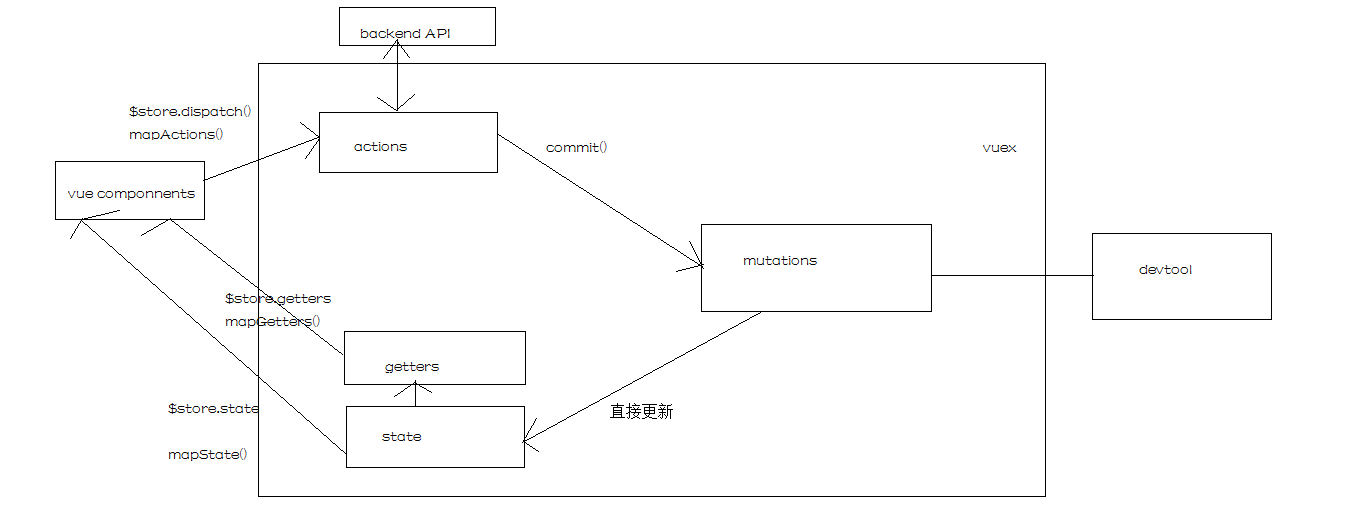 backend API
$store.dispatch()
mapActions()
actions
commit()
vuex
vue componnents
mutations
devtool
$store.getters
mapGetters()
getters
$store.state
直接更新
state
mapState()